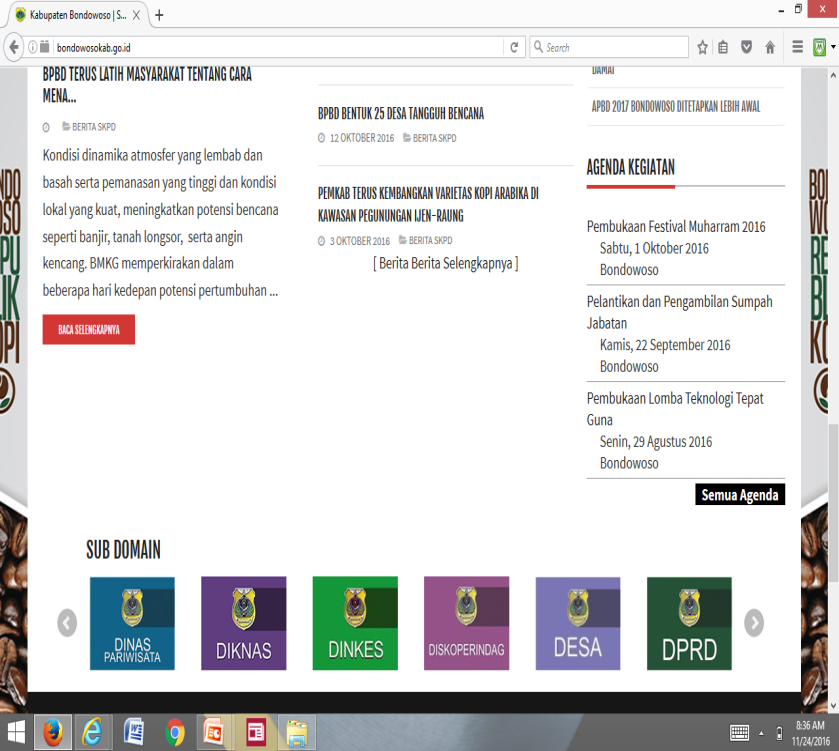 Kabupaten Bondowoso | S...
bondowosokab.go.id
Search
BPBD TERUS LATIH MASYARAKAT TENTANG CARA
MENA...
BERITA SKPD
Kondisi dinamika atmosfer yang lembab dan
basah serta pemanasan yang tinggi dan kondisi
lokal yang kuat, meningkatkan potensi bencana
seperti banjir, tanah longsor, serta angin
kencang. BMKG memperkirakan dalam
beberapa hari kedepan potensi pertumbuhan ...
BACA SELENGKAPNYA
BPBD BENTUK 25 DESA TANGGUH BENCANA
12 OKTOBER 2016 BERITA SKPD
PEMKAB TERUS KEMBANGKAN VARIETAS KOPI ARABIKA DI
KAWASAN PEGUNUNGAN IJEN-RAUNG
3 OKTOBER 2016 BERITA SKPD
[ Berita Berita Selengkapnya ]
DAMAI
APBD 2017 BONDOWOSO DITETAPKAN LEBIH AWAL
AGENDA KEGIATAN
Pembukaan Festival Muharram 2016
Sabtu, 1 Oktober 2016
Bondowoso
Pelantikan dan Pengambilan Sumpah
Jabatan
Kamis, 22 September 2016
Bondowoso
Pembukaan Lomba Teknologi Tepat
Guna
Senin, 29 Agustus 2016
Bondowoso
Semua Agenda
SUB DOMAIN
DINAS
PARIWISATA
DIKNAS
DINKES
DISKOPERINDAG
DESA
DPRD
8:36 AM
11/24/2016